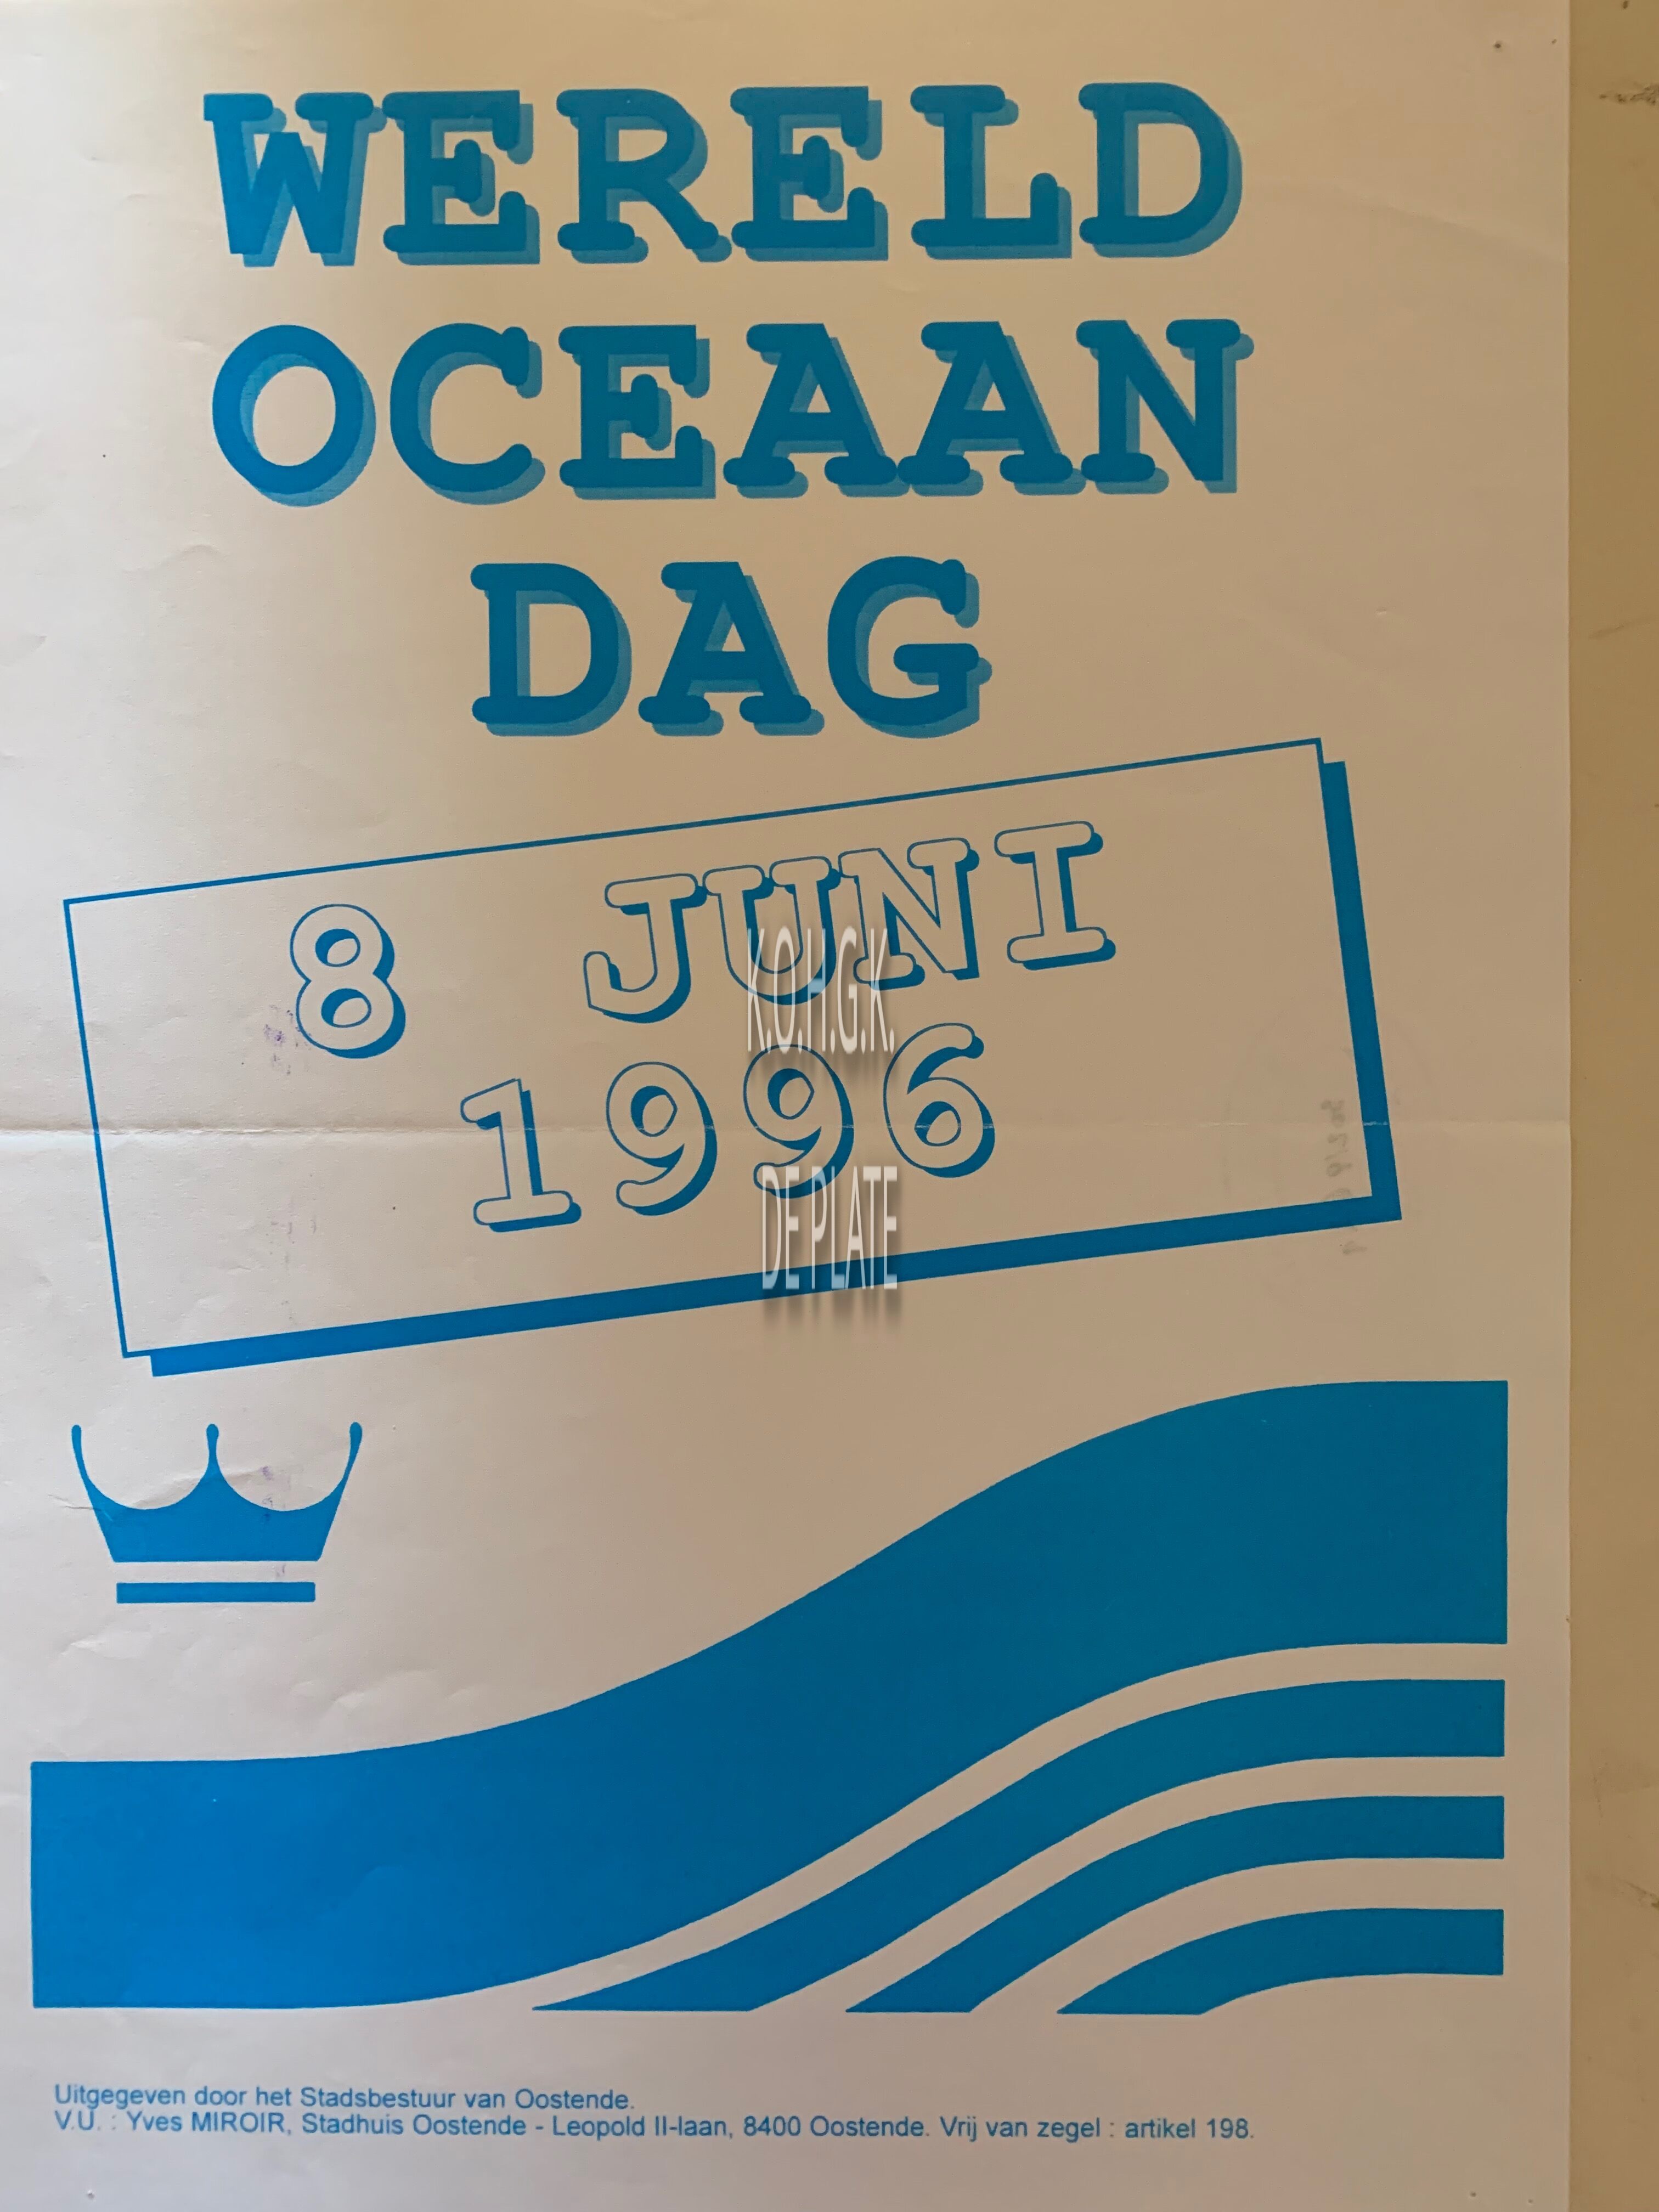 WERELD
OCEAAN
DAG
8 JUNI
1996
K.O.H.G.K.
DE PLATE
Uitgegeven door het Stadsbestuur van Oostende.
V.U. : Yves MIROIR, Stadhuis Oostende - Leopold II-laan, 8400 Oostende. Vrij van zegel : artikel 198.